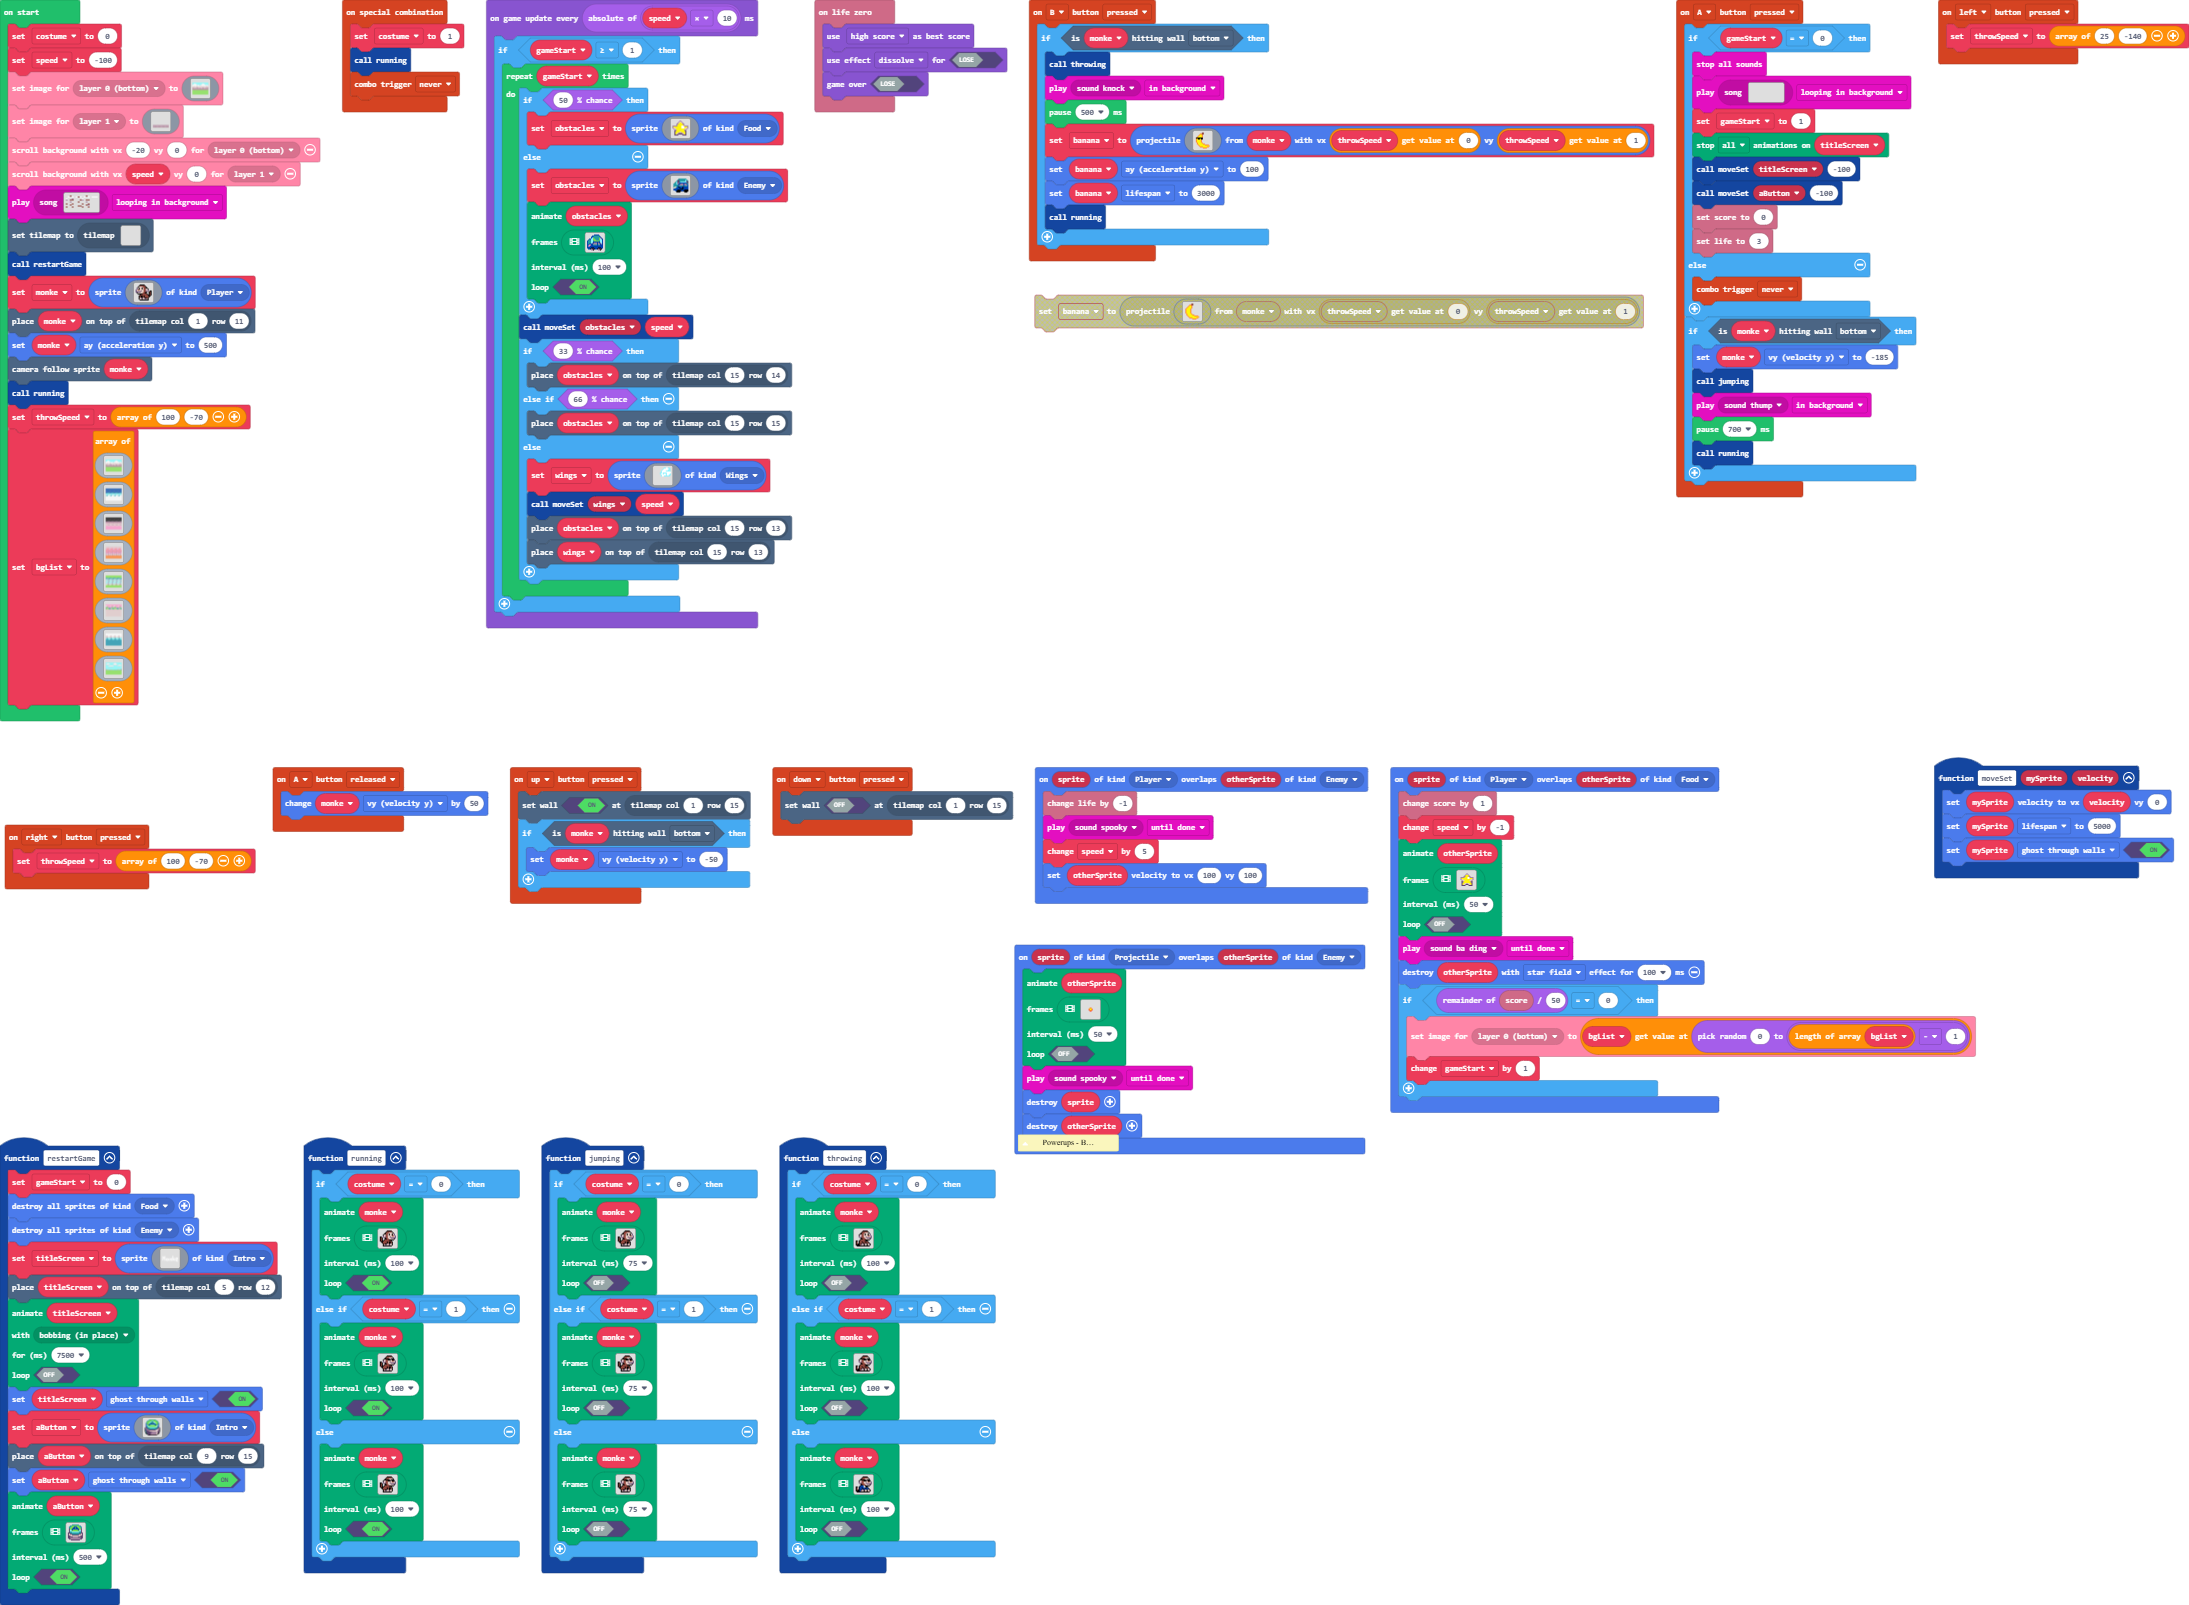 on start
set costume to 0
set speed to -100
set image for layer 0 (bottom) to
set image for layer 1 to
scroll background with vx -20 vy 0 for layer 0 (bottom)
scroll background with vx speed vy 0 for layer 1
play song looping in background
set tilemap to tilemap
call restartGame
set monke to sprite of kind Player
place monke on top of tilemap col 1 row 11
set monke ay (acceleration y) to 500
camera follow sprite monke
call running
set throwSpeed to array of 100 -70
array of
set bgList to
on special combination
set costume to 1
call running
combo trigger never
on game update every absolute of speed × 10 ms
if gameStart ≥ 1 then
repeat gameStart times
do if 50 % chance then
set obstacles to sprite of kind Food
else
set obstacles to sprite of kind Enemy
animate obstacles
frames
interval (ms) 100
loop ON
call moveSet obstacles speed
if 33 % chance then
place obstacles on top of tilemap col 15 row 14
else if 66 % chance then
place obstacles on top of tilemap col 15 row 15
else
set wings to sprite of kind Wings
call moveSet wings speed
place obstacles on top of tilemap col 15 row 13
place wings on top of tilemap col 15 row 13
on life zero
use high score as best score
use effect dissolve for LOSE
game over LOSE
on B button pressed
if is monke hitting wall bottom then
call throwing
play sound knock in background
pause 500 ms
set banana to projectile from monke with vx throwSpeed get value at 0 vy throwSpeed get value at 1
set banana ay (acceleration y) to 100
set banana lifespan to 3000
call running
set banana to projectile from monke with vx throwSpeed get value at 0 vy throwSpeed get value at 1
on A button pressed
if gameStart = 0 then
stop all sounds
play song looping in background
set gameStart to 1
stop all animations on titleScreen
call moveSet titleScreen -100
call moveSet aButton -100
set score to 0
set life to 3
else
combo trigger never
if is monke hitting wall bottom then
set monke vy (velocity y) to -185
call jumping
play sound thump in background
pause 700 ms
call running
on left button pressed
set throwSpeed to array of 25 -140
on right button pressed
set throwSpeed to array of 100 -70
on A button released
change monke vy (velocity y) by 50
on up button pressed
set wall ON at tilemap col 1 row 15
if is monke hitting wall bottom then
set monke vy (velocity y) to -50
on down button pressed
set wall OFF at tilemap col 1 row 15
on sprite of kind Player overlaps otherSprite of kind Enemy
change life by -1
play sound spooky until done
change speed by 5
set otherSprite velocity to vx 100 vy 100
on sprite of kind Projectile overlaps otherSprite of kind Enemy
animate otherSprite
frames
interval (ms) 50
loop OFF
play sound spooky until done
destroy sprite
destroy otherSprite
Powerups - B...
on sprite of kind Player overlaps otherSprite of kind Food
change score by 1
change speed by -1
animate otherSprite
frames
interval (ms) 50
loop OFF
play sound ba ding until done
destroy otherSprite with star field effect for 100 ms
if remainder of score / 50 = 0 then
set image for layer 0 (bottom) to bgList get value at pick random 0 to length of array bgList - 1
change gameStart by 1
function moveSet mySprite velocity
set mySprite velocity to vx velocity vy 0
set mySprite lifespan to 5000
set mySprite ghost through walls ON
function restartGame
set gameStart to 0
destroy all sprites of kind Food
destroy all sprites of kind Enemy
set titleScreen to sprite of kind Intro
place titleScreen on top of tilemap col 5 row 12
animate titleScreen
with bobbing (in place)
for (ms) 7500
loop OFF
set titleScreen ghost through walls ON
set aButton to sprite of kind Intro
place aButton on top of tilemap col 9 row 15
set aButton ghost through walls ON
animate aButton
frames
interval (ms) 500
loop ON
function running
if costume = 0 then
animate monke
frames
interval (ms) 100
loop ON
else if costume = 1 then
animate monke
frames
interval (ms) 100
loop ON
else
animate monke
frames
interval (ms) 100
loop ON
function jumping
if costume = 0 then
animate monke
frames
interval (ms) 75
loop OFF
else if costume = 1 then
animate monke
frames
interval (ms) 75
loop OFF
else
animate monke
frames
interval (ms) 75
loop OFF
function throwing
if costume = 0 then
animate monke
frames
interval (ms) 100
loop OFF
else if costume = 1 then
animate monke
frames
interval (ms) 100
loop OFF
else
animate monke
frames
interval (ms) 100
loop OFF